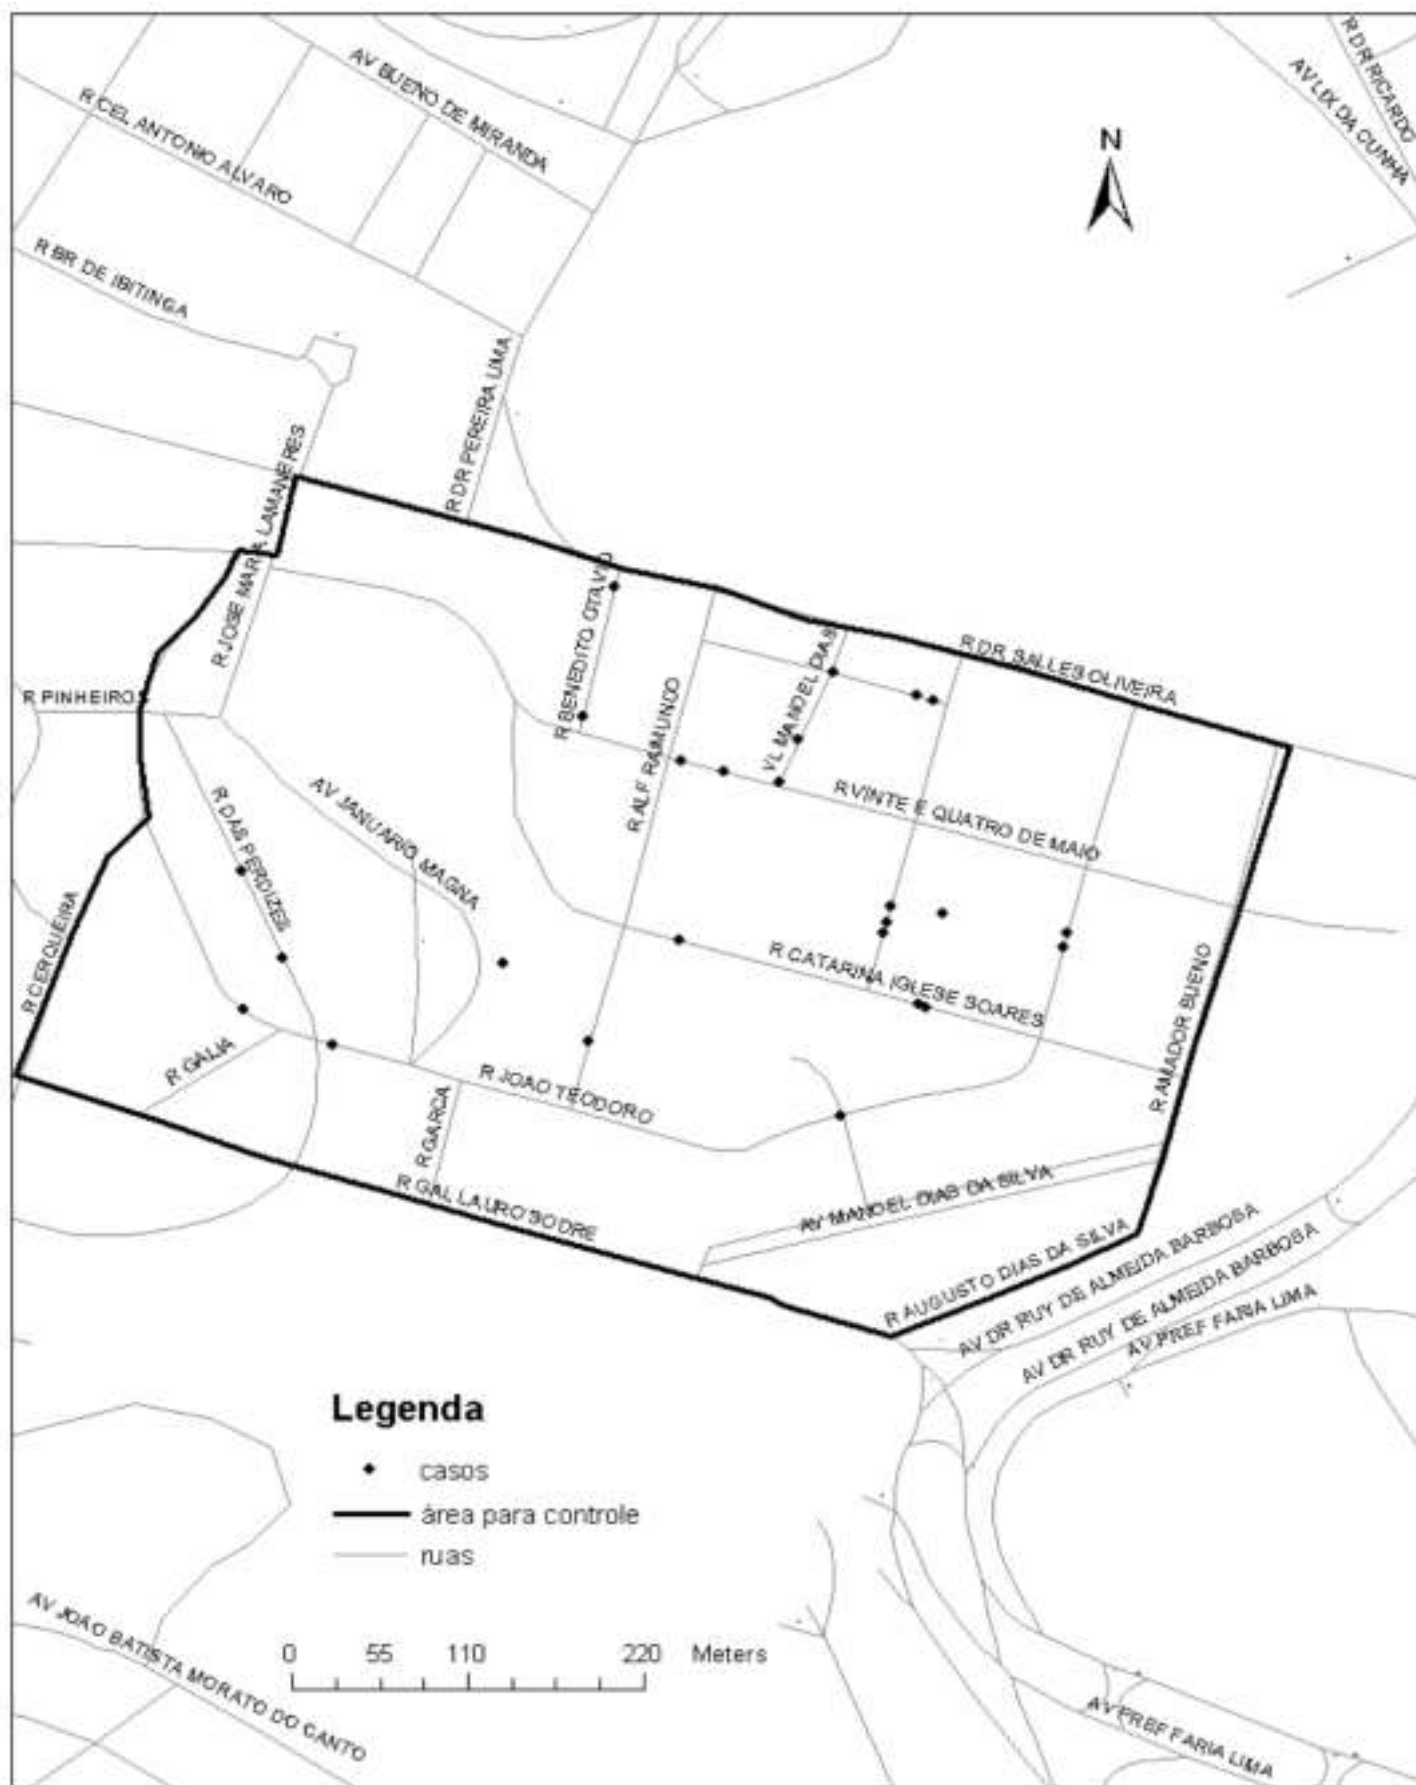 R DR RICARDO
AV LIX DA CUNHA
AV BUENO DE MIRANDA
R CEL ANTONIO ALVARO
N
R BR DE IBITINGA
R DR PEREIRA LIMA
R JOSE MARIA LAMANERES
R BENEDITO OTAVIO
R DR SALLES OLIVEIRA
R PINHEIROS
VL MANOEL DIAS
R ALF RAIMUNDO
R VINTE E QUATRO DE MAIO
R DAS PERDIZES
AV JANUARIO MAGNA
R CERQUEIRA
R CATARINA IGLESE SOARES
R AMADOR BUENO
R GALIA
R JOAO TEODORO
R GARCA
R GAL LAURO SODRE
AV MANOEL DIAS DA SILVA
R AUGUSTO DIAS DA SILVA
AV DR RUY DE ALMEIDA BARBOSA
AV DR RUY DE ALMEIDA BARBOSA
AV PREF FARIA LIMA
Legenda
casos
área para controle
ruas
0 55 110 220 Meters
AV JOAO BATISTA MORATO DO CANTO
AV PREF FARIA LIMA